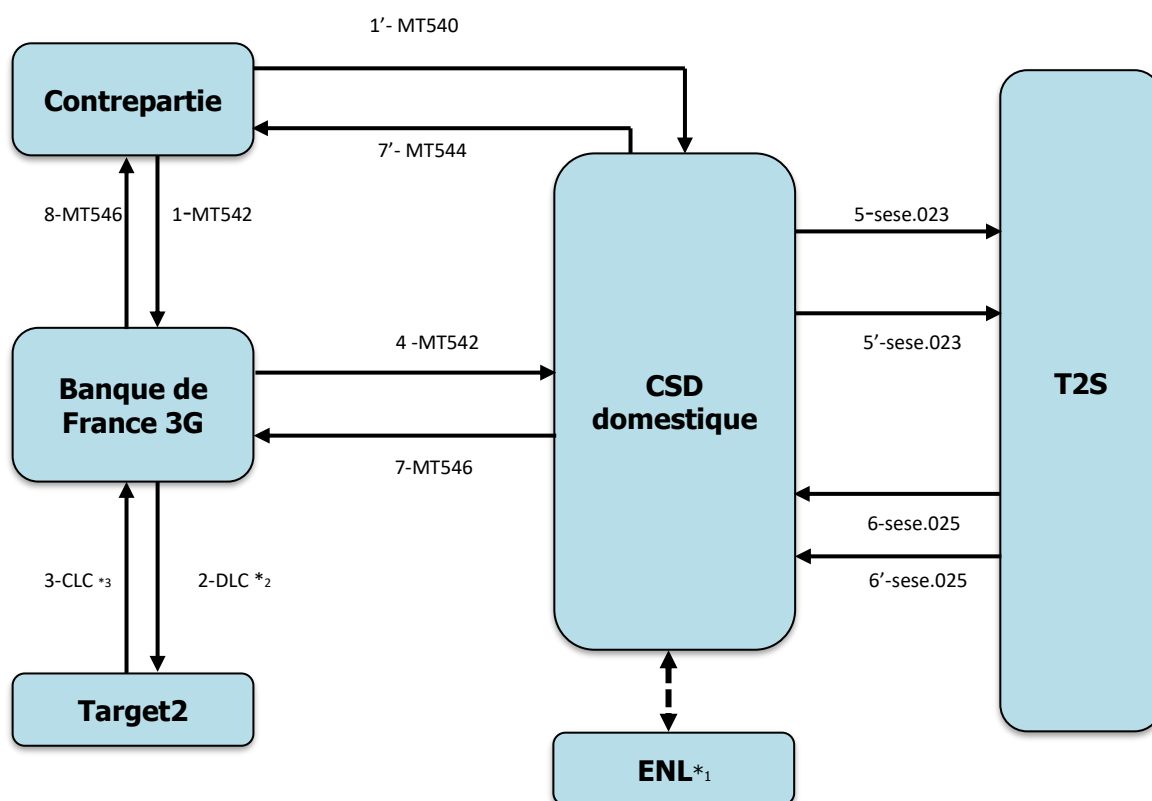 1’- MT540
Contrepartie
7’- MT544
8-MT546
1-MT542
5-sese.023
5’-sese.023
4 -MT542
Banque de
France 3G
CSD
domestique
T2S
7-MT546
6-sese.025
6’-sese.025
3-CLC *3
2-DLC *2
Target2
ENL*1